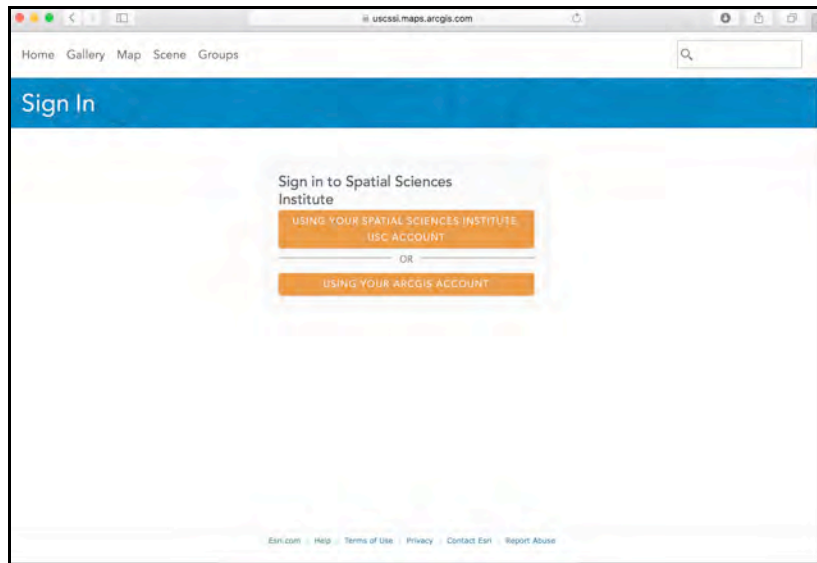 uscssi.maps.arcgis.com
Home Gallery Map Scene Groups
Sign In
Sign in to Spatial Sciences
Institute
USING YOUR SPATIAL SCIENCES INSTITUTE
USC ACCOUNT
OR
USING YOUR ARCGIS ACCOUNT
Esri.com Help Terms of Use Privacy Contact Esri Report Abuse